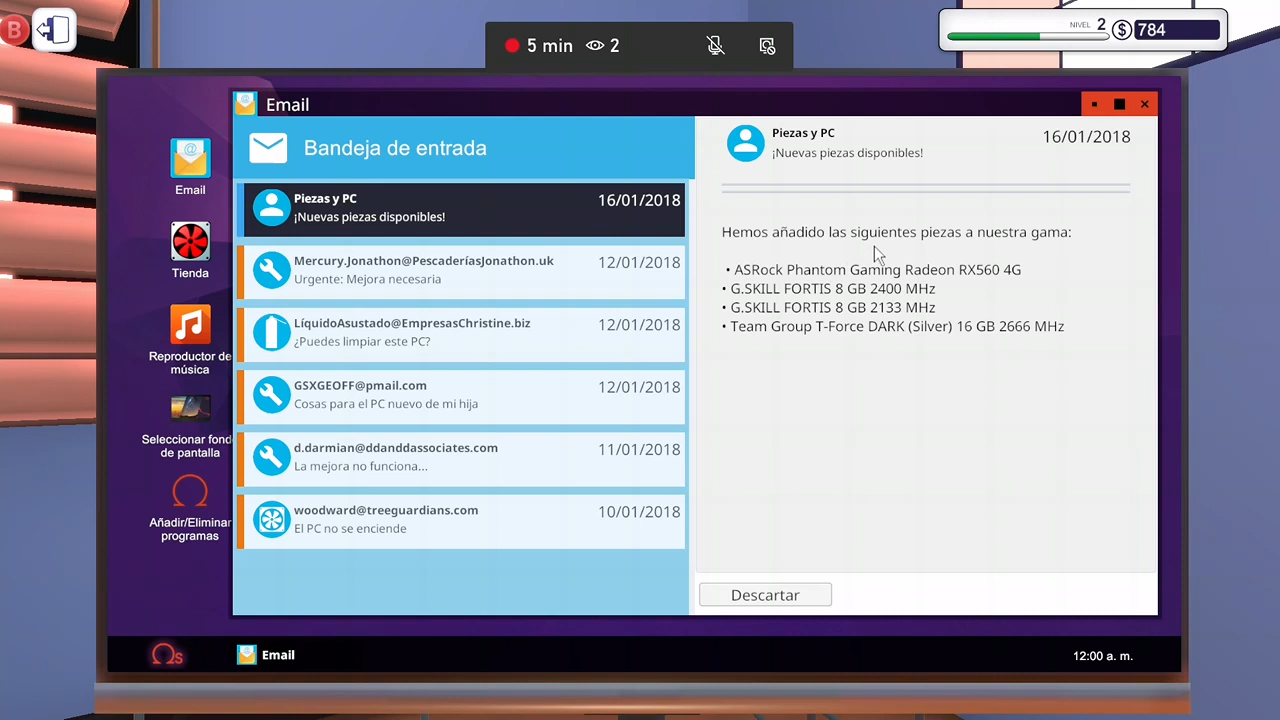 B
5 min 2
NIVEL 2
$ 784
Email
Bandeja de entrada
Piezas y PC
16/01/2018
¡Nuevas piezas disponibles!
Mercury.Jonathon@PescaderíasJonathon.uk
12/01/2018
Urgente: Mejora necesaria
LíquidoAsustado@EmpresasChristine.biz
12/01/2018
¿Puedes limpiar este PC?
GSXGEOFF@pmail.com
12/01/2018
Cosas para el PC nuevo de mi hija
d.darmian@ddanddassociates.com
11/01/2018
La mejora no funciona...
woodward@treeguardians.com
10/01/2018
El PC no se enciende
Piezas y PC
16/01/2018
¡Nuevas piezas disponibles!
Hemos añadido las siguientes piezas a nuestra gama:
• ASRock Phantom Gaming Radeon RX560 4G
• G.SKILL FORTIS 8 GB 2400 MHz
• G.SKILL FORTIS 8 GB 2133 MHz
• Team Group T-Force DARK (Silver) 16 GB 2666 MHz
Descartar
Email
Tienda
Reproductor de
música
Seleccionar fond
de pantalla
Añadir/Eliminar
programas
Ωs
Email
12:00 a. m.